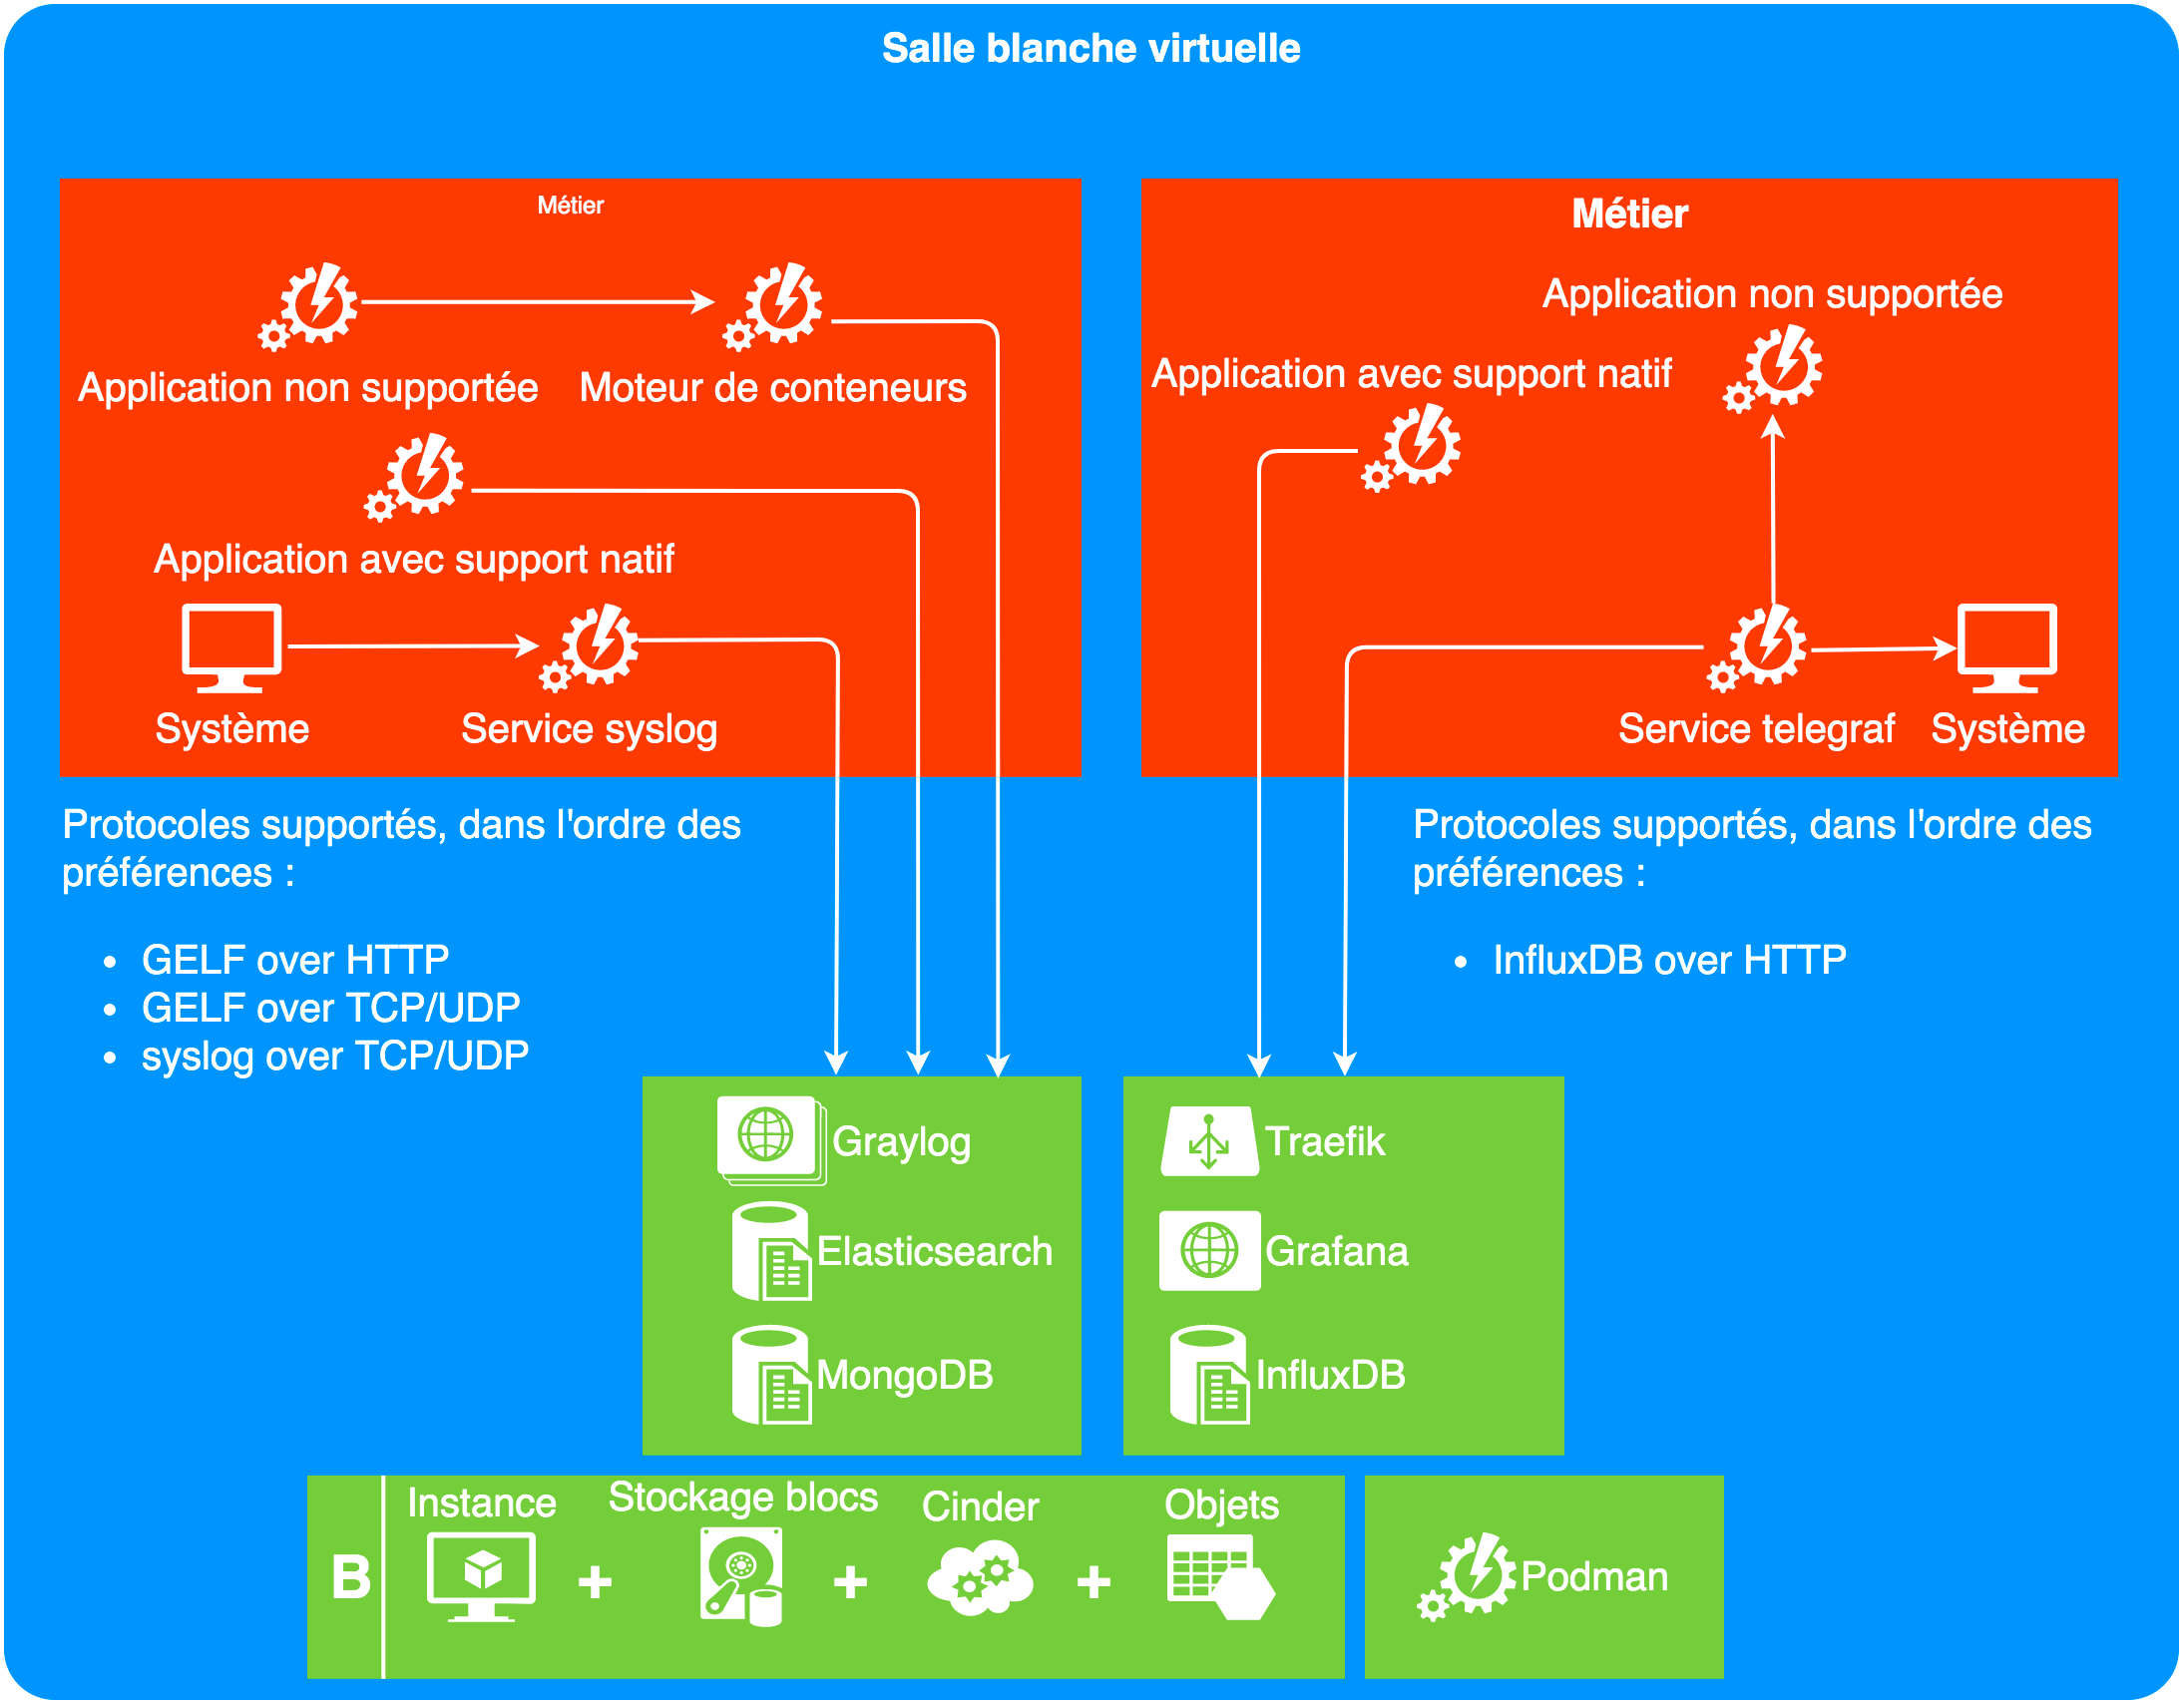 Salle blanche virtuelle
Métier
Application non supportée
Moteur de conteneurs
Application avec support natif
Système
Service syslog
Métier
Application non supportée
Application avec support natif
Service telegraf
Système
Protocoles supportés, dans l'ordre des
préférences :
• GELF over HTTP
• GELF over TCP/UDP
• syslog over TCP/UDP
Protocoles supportés, dans l'ordre des
préférences :
• InfluxDB over HTTP
Graylog
Elasticsearch
MongoDB
Traefik
Grafana
InfluxDB
B
Instance
+
Stockage blocs
+
Cinder
+
Objets
Podman